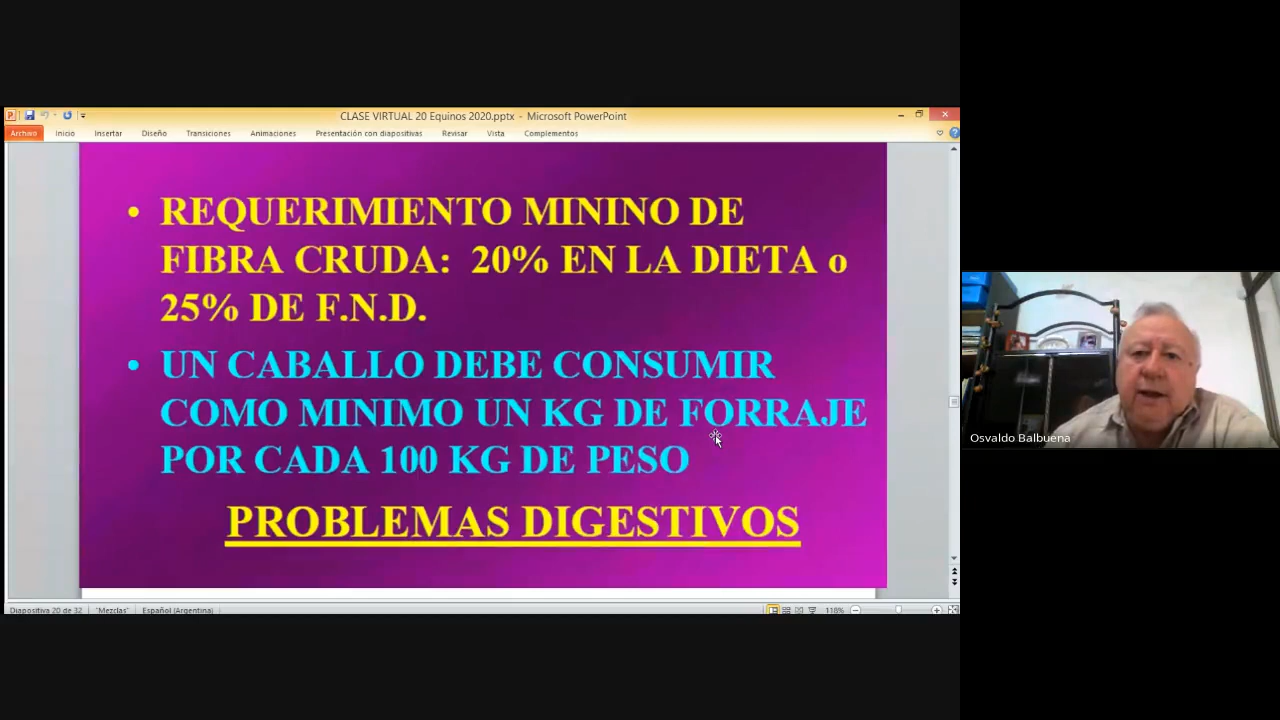 CLASE VIRTUAL 20 Equinos 2020.pptx - Microsoft PowerPoint
Archivo Inicio Insertar Diseño Transiciones Animaciones Presentación con diapositivas Revisar Vista Complementos
• REQUERIMIENTO MININO DE
FIBRA CRUDA: 20% EN LA DIETA o
25% DE F.N.D.
• UN CABALLO DEBE CONSUMIR
COMO MINIMO UN KG DE FORRAJE
POR CADA 100 KG DE PESO
PROBLEMAS DIGESTIVOS
Diapositiva 20 de 32 "Mezclas" Español (Argentina) 118%
Osvaldo Balbuena